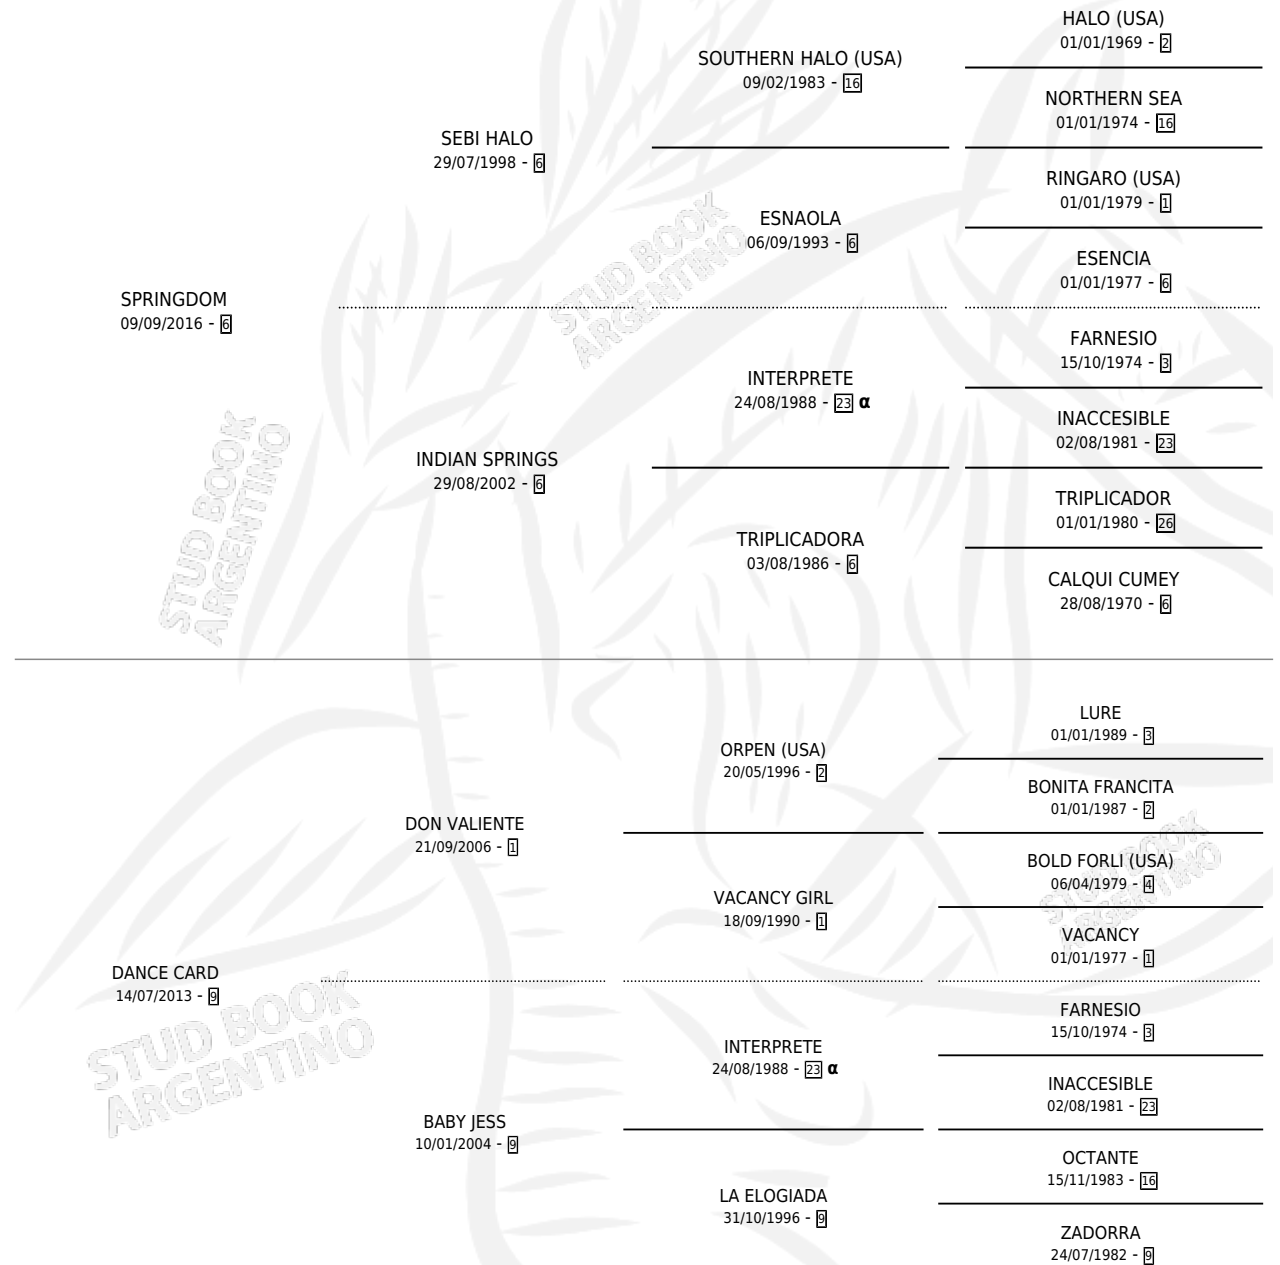 HALO (USA)
01/01/1969 - 2
SOUTHERN HALO (USA)
09/02/1983 - 16
NORTHERN SEA
01/01/1974 - 16
SEBI HALO
29/07/1998 - 6
RINGARO (USA)
01/01/1979 - 1
ESNAOLA
06/09/1993 - 6
ESENCIA
01/01/1977 - 6
STUD BOOK
ARGENTINO
SPRINGDOM
09/09/2016 - 6
FARNESIO
15/10/1974 - 3
INTERPRETE
24/08/1988 - 23 α
INACCESIBLE
02/08/1981 - 23
INDIAN SPRINGS
29/08/2002 - 6
TRIPLICADOR
01/01/1980 - 26
TRIPLICADORA
03/08/1986 - 6
CALQUI CUMEY
28/08/1970 - 6
STUD BOOK
ARGENTINO
LURE
01/01/1989 - 3
ORPEN (USA)
20/05/1996 - 2
BONITA FRANCITA
01/01/1987 - 2
DON VALIENTE
21/09/2006 - 1
BOLD FORLI (USA)
06/04/1979 - 4
VACANCY GIRL
18/09/1990 - 1
VACANCY
01/01/1977 - 1
STUD BOOK
ARGENTINO
DANCE CARD
14/07/2013 - 9
FARNESIO
15/10/1974 - 3
INTERPRETE
24/08/1988 - 23 α
INACCESIBLE
02/08/1981 - 23
BABY JESS
10/01/2004 - 9
OCTANTE
15/11/1983 - 16
LA ELOGIADA
31/10/1996 - 9
ZADORRA
24/07/1982 - 9
STUD BOOK
ARGENTINO